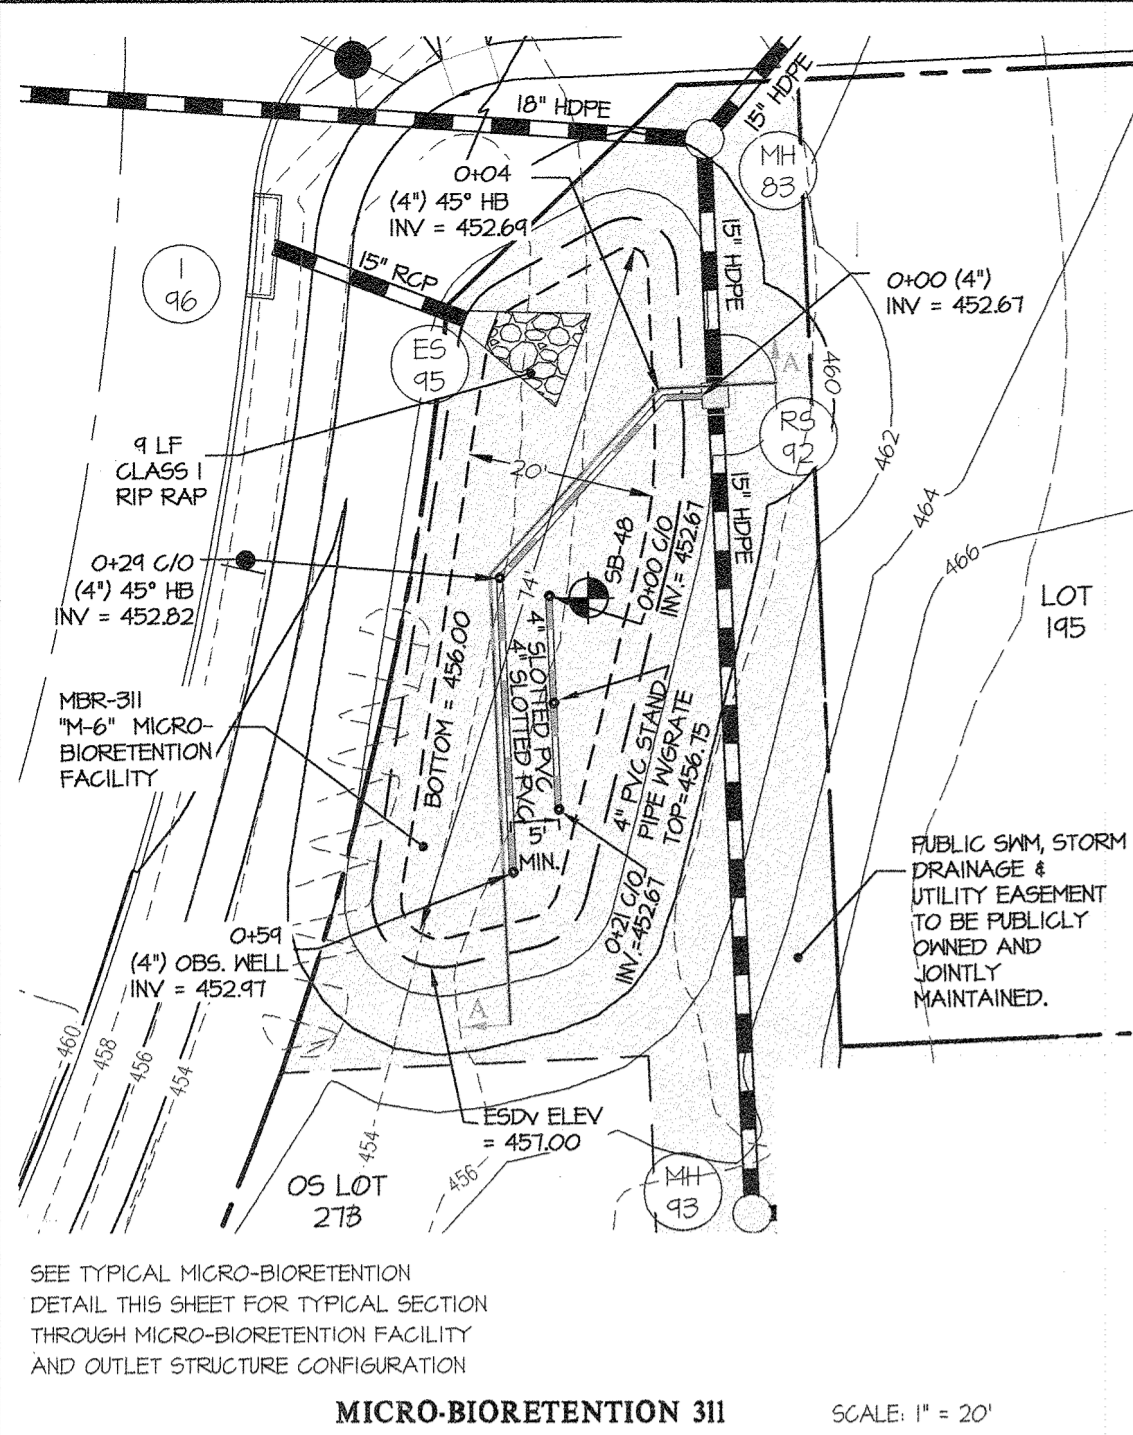 18" HDPE
15" HDPE
MH
83
0+04
(4") 45° HB
INV = 452.69
15" HDPE
0+00 (4")
INV = 452.67
I
96
15" RCP
ES
95
A
460
RS
92
462
9 LF
CLASS I
RIP RAP
20'
15" HDPE
464
466
0+29 C/O
(4") 45° HB
INV = 452.82
74'
SB-48
0+00 C/O
INV.= 452.67
LOT
195
BOTTOM = 456.00
4" SLOTTED PVC
4" SLOTTED PVC
MBR-311
"M-6" MICRO-
BIORETENTION
FACILITY
4" PVC STAND
PIPE W/GRATE
TOP=456.75
5'
MIN.
PUBLIC SWM, STORM
DRAINAGE &
UTILITY EASEMENT
TO BE PUBLICLY
OWNED AND
JOINTLY
MAINTAINED.
0+21 C/O
INV.=452.67
0+59
(4") OBS. WELL
INV = 452.97
A
460
458
456
454
ESDv ELEV
= 457.00
454
456
OS LOT
273
MH
93
SEE TYPICAL MICRO-BIORETENTION
DETAIL THIS SHEET FOR TYPICAL SECTION
THROUGH MICRO-BIORETENTION FACILITY
AND OUTLET STRUCTURE CONFIGURATION
MICRO-BIORETENTION 311
SCALE: 1" = 20'